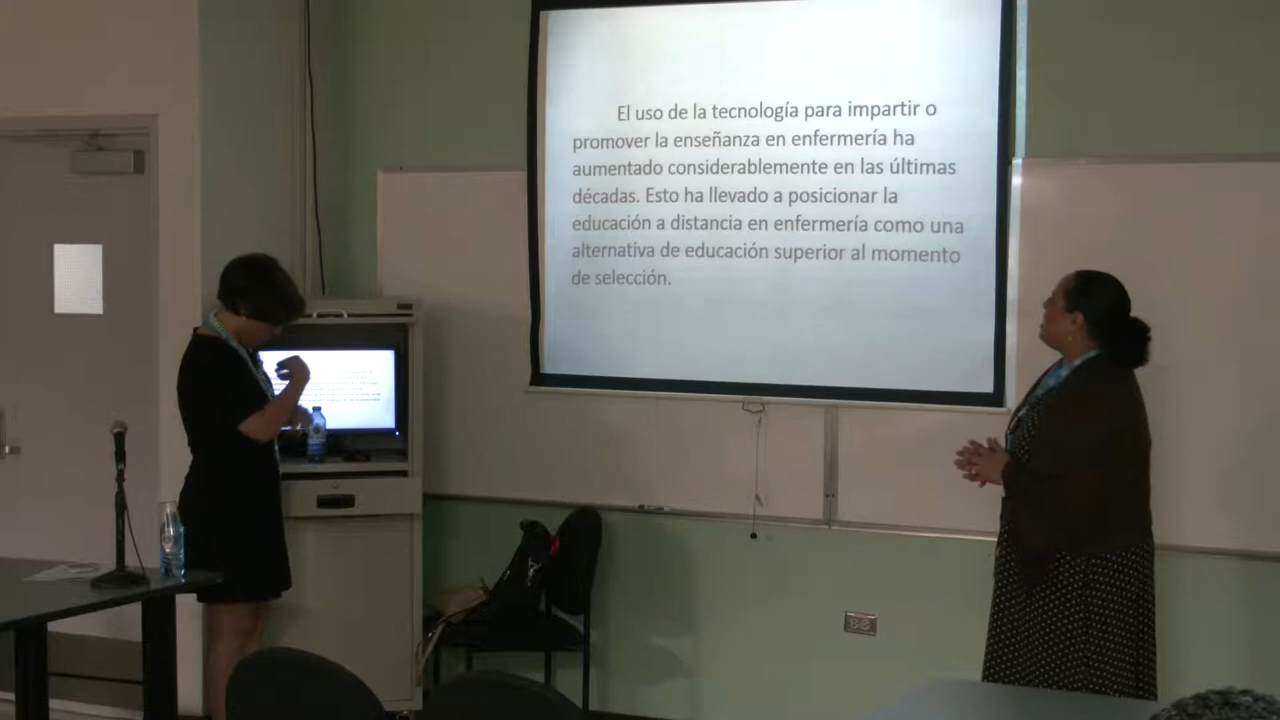 El uso de la tecnología para impartir o
promover la enseñanza en enfermería ha
aumentado considerablemente en las últimas
décadas. Esto ha llevado a posicionar la
educación a distancia en enfermería como una
alternativa de educación superior al momento
de selección.